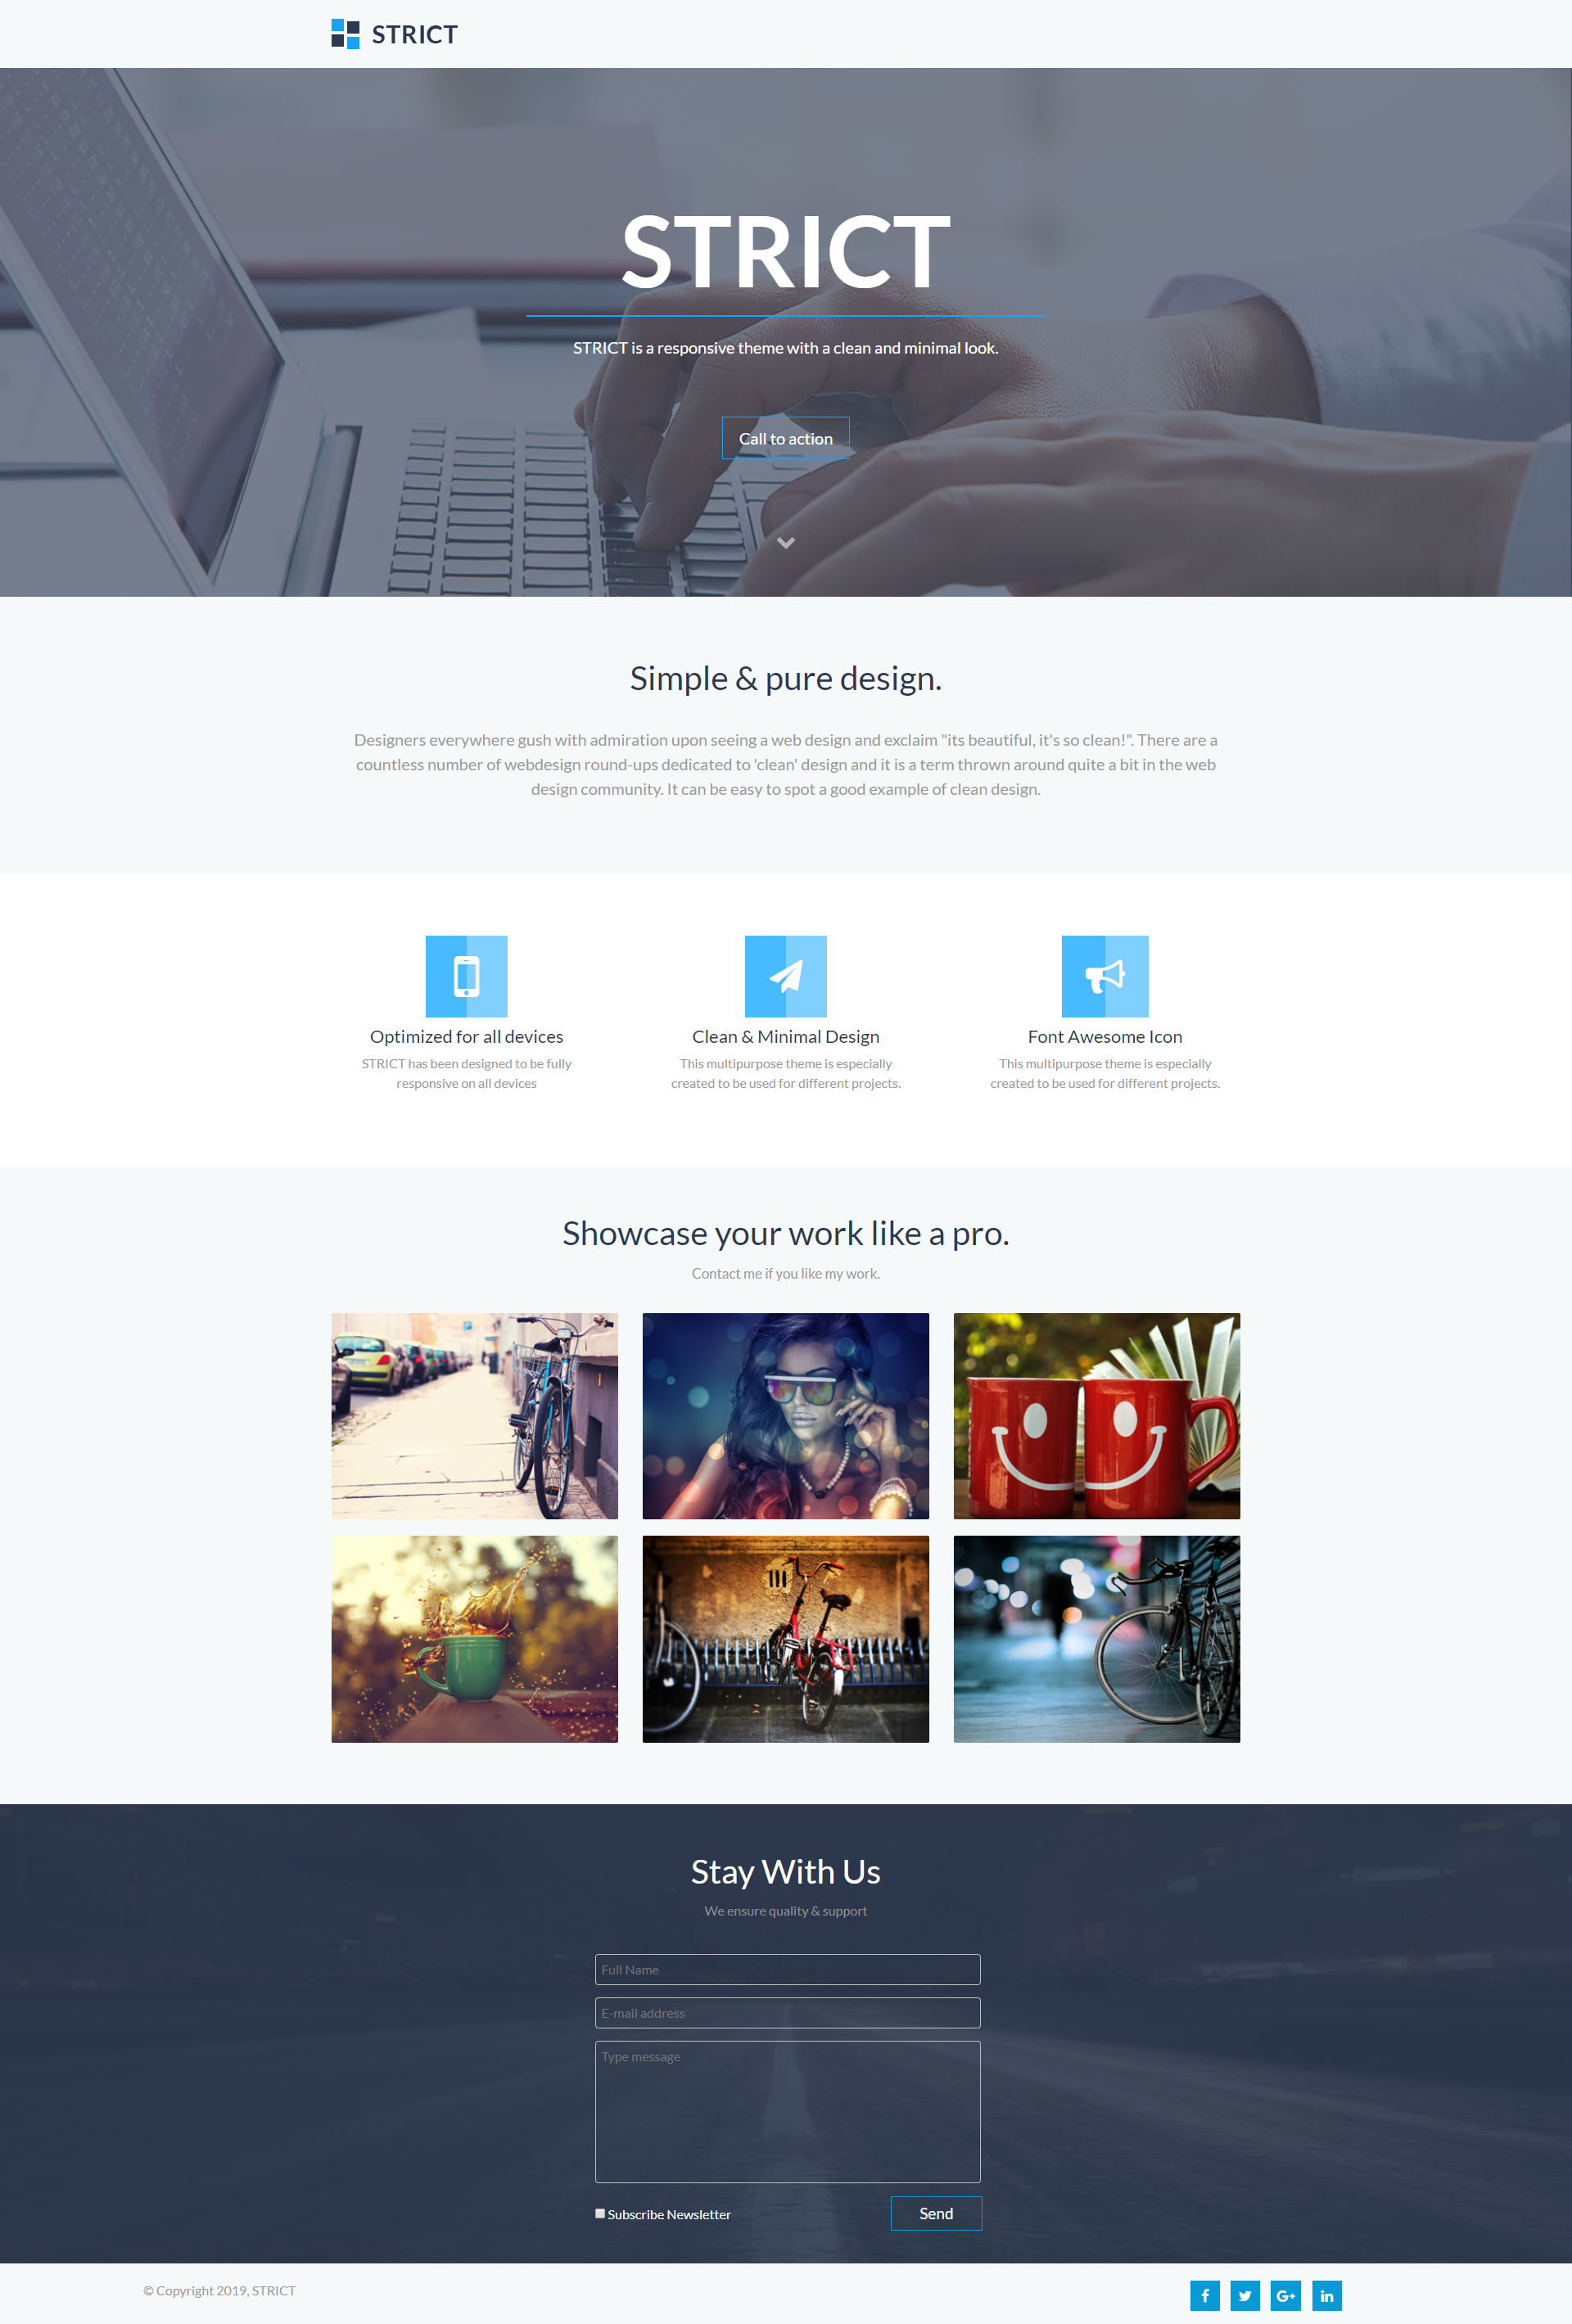 STRICT
STRICT
STRICT is a responsive theme with a clean and minimal look.
Call to action
Simple & pure design.
Designers everywhere gush with admiration upon seeing a web design and exclaim "its beautiful, it's so clean!". There are a
countless number of webdesign round-ups dedicated to 'clean' design and it is a term thrown around quite a bit in the web
design community. It can be easy to spot a good example of clean design.
Optimized for all devices
STRICT has been designed to be fully
responsive on all devices
Clean & Minimal Design
This multipurpose theme is especially
created to be used for different projects.
Font Awesome Icon
This multipurpose theme is especially
created to be used for different projects.
Showcase your work like a pro.
Contact me if you like my work.
Stay With Us
We ensure quality & support
Full Name
E-mail address
Type message
Subscribe Newsletter
Send
© Copyright 2019, STRICT